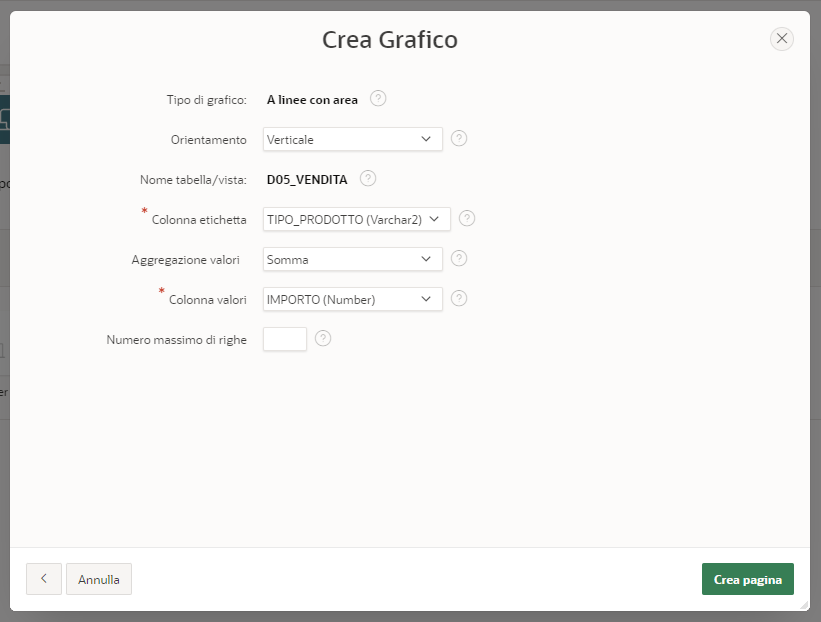 Crea Grafico
Tipo di grafico: A linee con area ?
Orientamento Verticale ?
Nome tabella/vista: D05_VENDITA ?
* Colonna etichetta TIPO_PRODOTTO (Varchar2) ?
Aggregazione valori Somma ?
* Colonna valori IMPORTO (Number) ?
Numero massimo di righe ?
Annulla Crea pagina